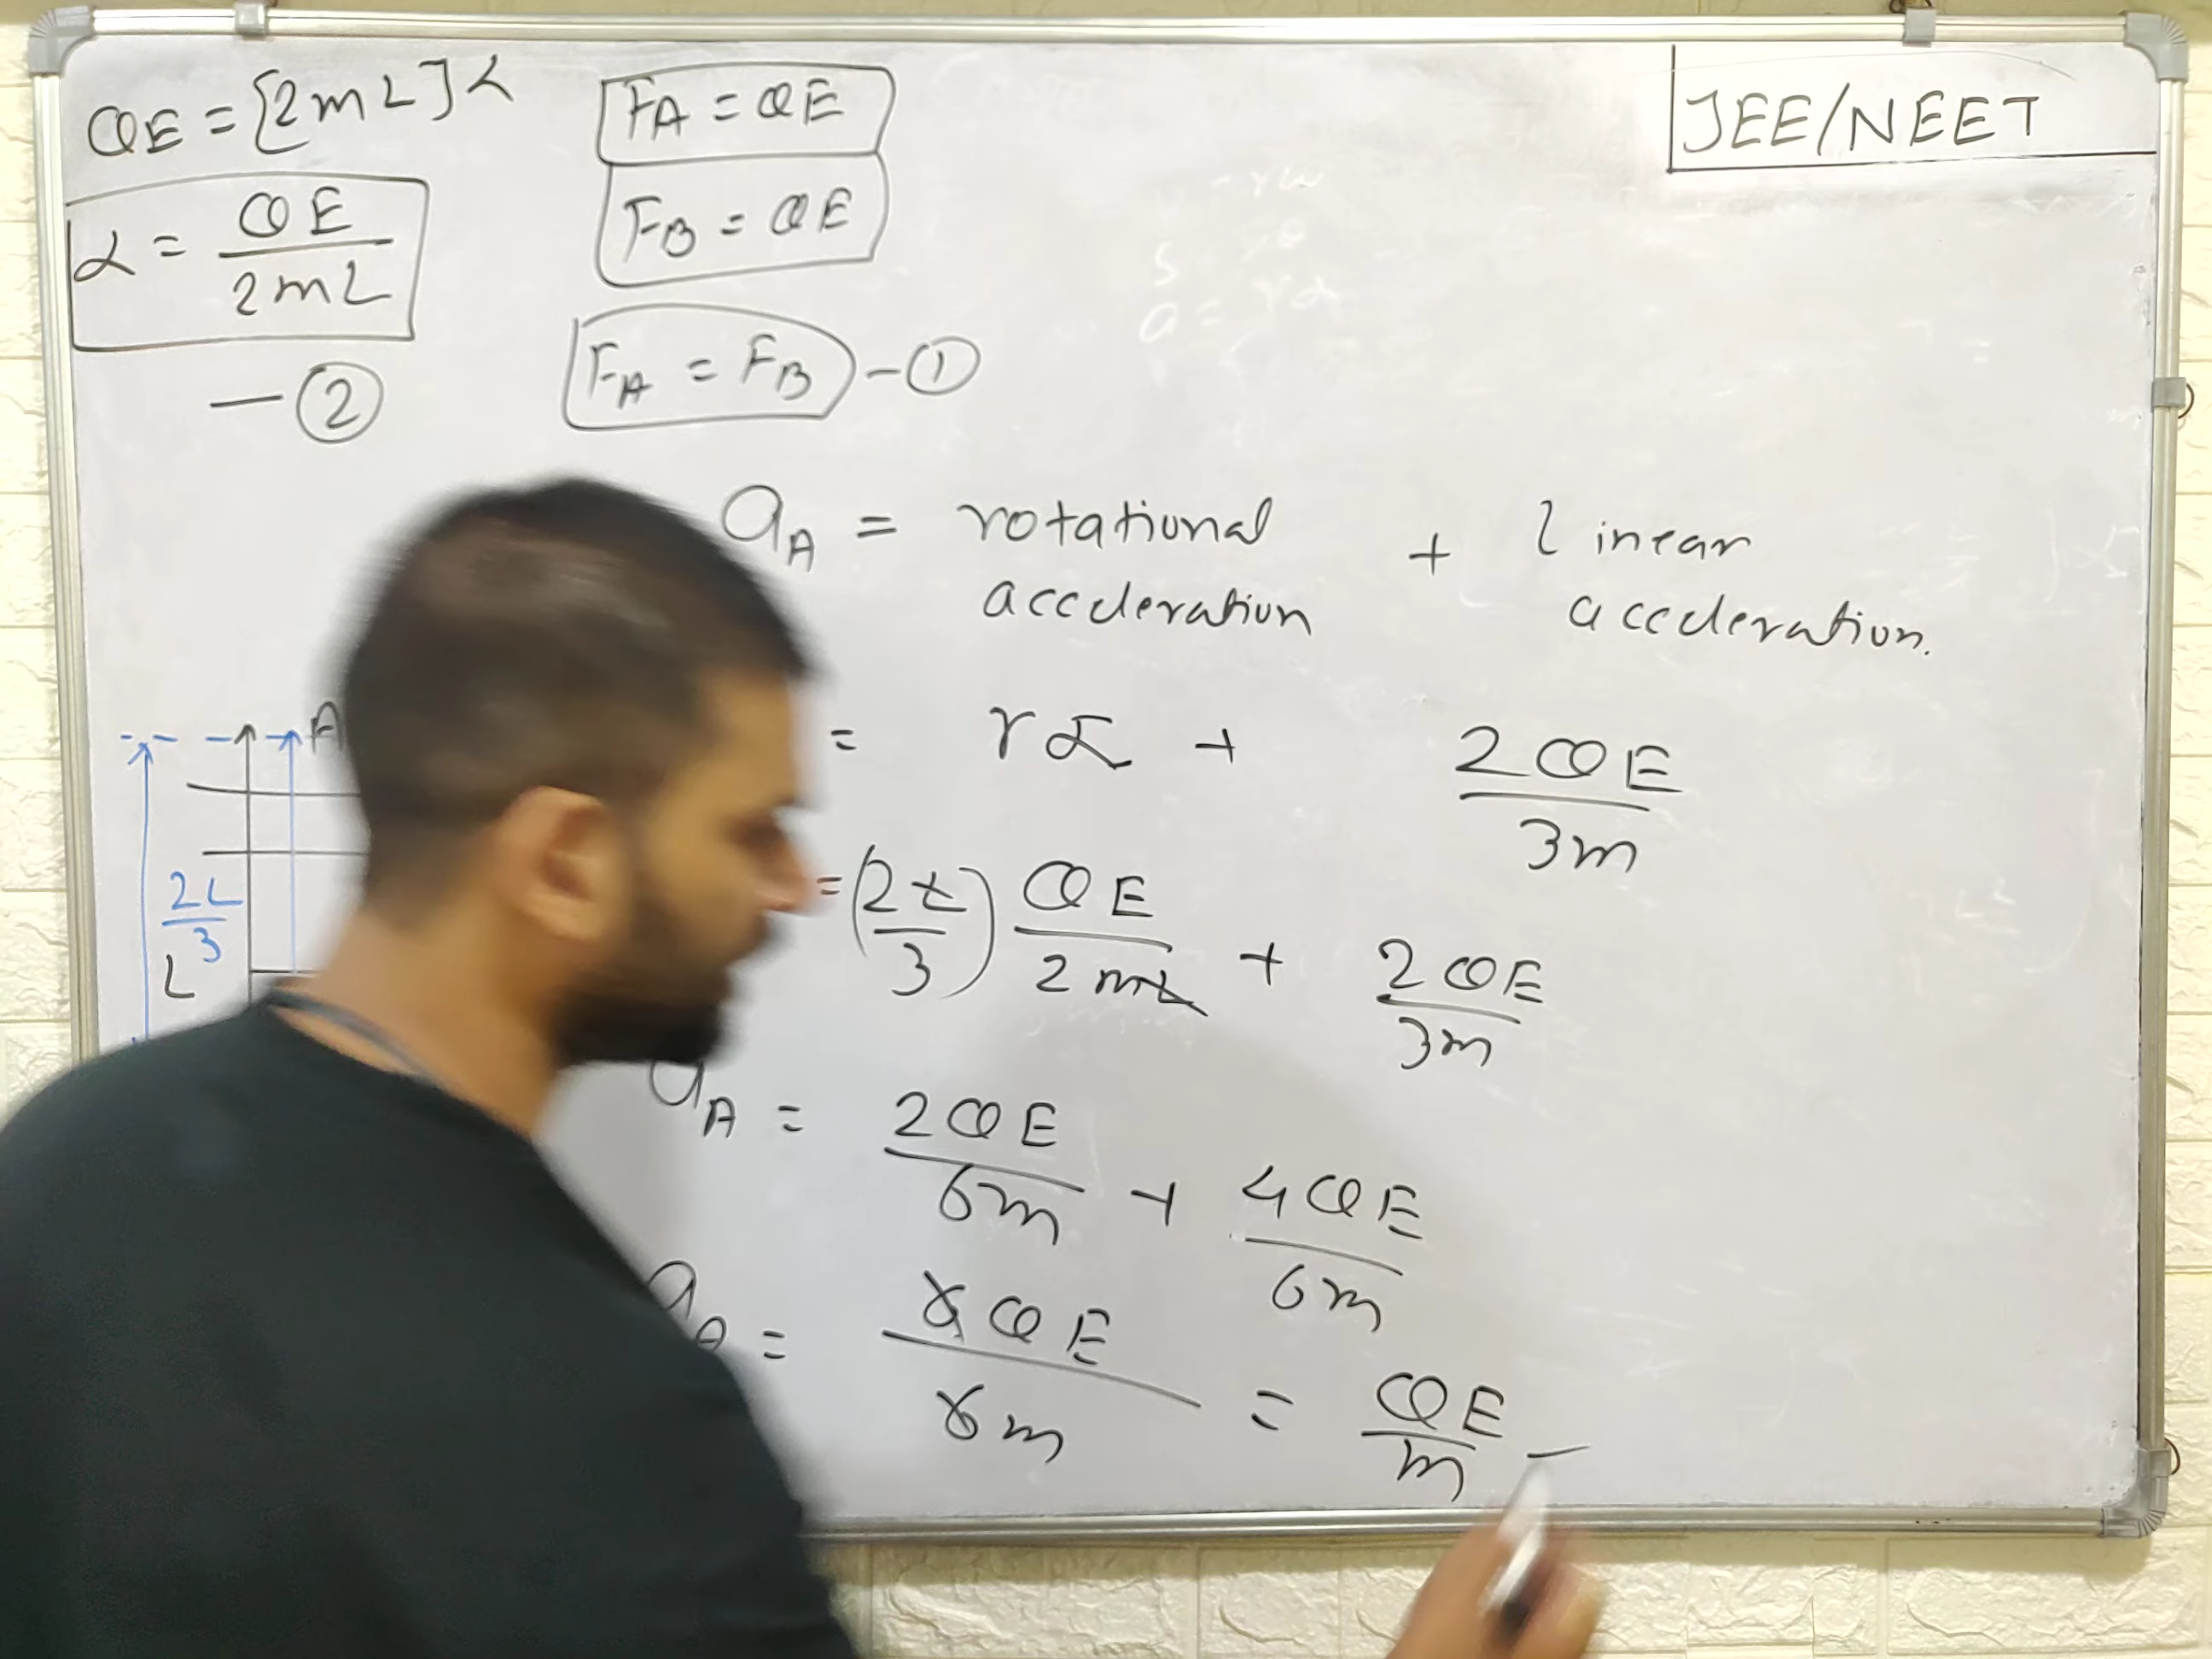 QE = [2mL]α
α = QE / 2mL
— ②
FA = QE
FB = QE
FA = FB — ①
JEE/NEET
a = rα
aA = rotational acceleration + linear acceleration.
= rα + 2QE / 3m
= (2L / 3) QE / 2mL + 2QE / 3m
aA = 2QE / 6m + 4QE / 6m
aA = 6QE / 6m = QE / m –
A
2L / 3
L